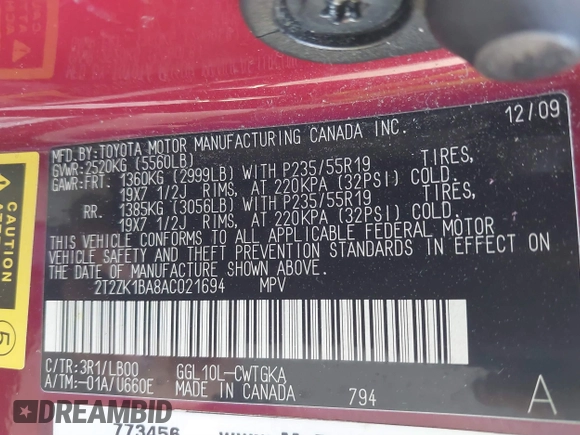 MFD.BY:TOYOTA MOTOR MANUFACTURING CANADA INC. 12/09
GVWR:2520KG (5560LB)
GAWR:FRT. 1360KG (2999LB) WITH P235/55R19 TIRES,
19X7 1/2J RIMS, AT 220KPA (32PSI) COLD.
RR. 1385KG (3056LB) WITH P235/55R19 TIRES,
19X7 1/2J RIMS, AT 220KPA (32PSI) COLD.
THIS VEHICLE CONFORMS TO ALL APPLICABLE FEDERAL MOTOR
VEHICLE SAFETY AND THEFT PREVENTION STANDARDS IN EFFECT ON
THE DATE OF MANUFACTURE SHOWN ABOVE.
2T2ZK1BA8AC021694 MPV
CAUTION
5
C/TR:3R1/LB00 GGL10L-CWTGKA
A/TM:-01A/U660E MADE IN CANADA 794 A
DREAMBID
773456